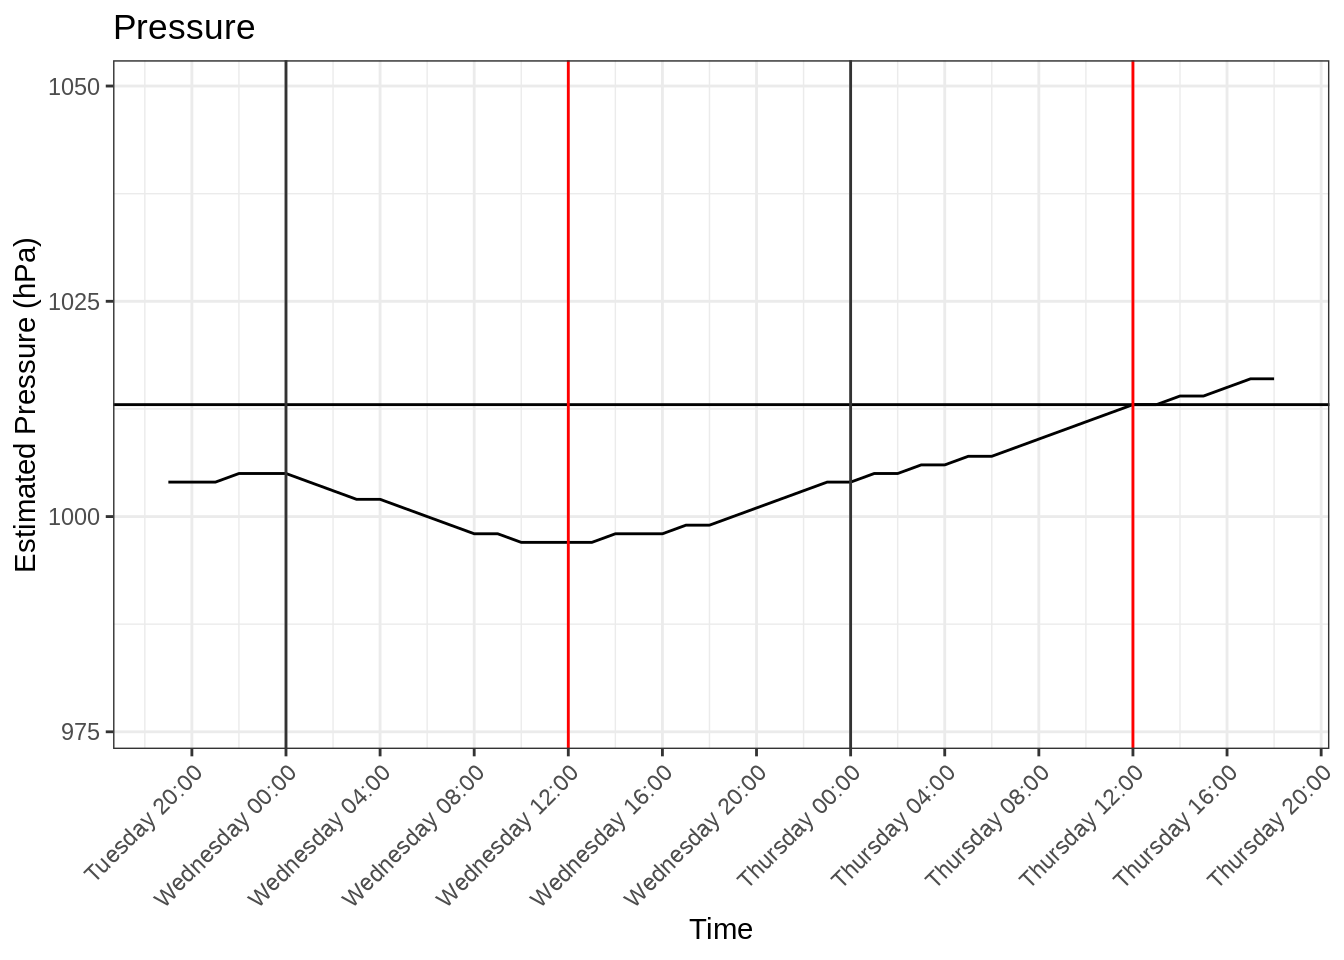 Pressure
Estimated Pressure (hPa)
1050
1025
1000
975
Tuesday 20:00
Wednesday 00:00
Wednesday 04:00
Wednesday 08:00
Wednesday 12:00
Wednesday 16:00
Wednesday 20:00
Thursday 00:00
Thursday 04:00
Thursday 08:00
Thursday 12:00
Thursday 16:00
Thursday 20:00
Time